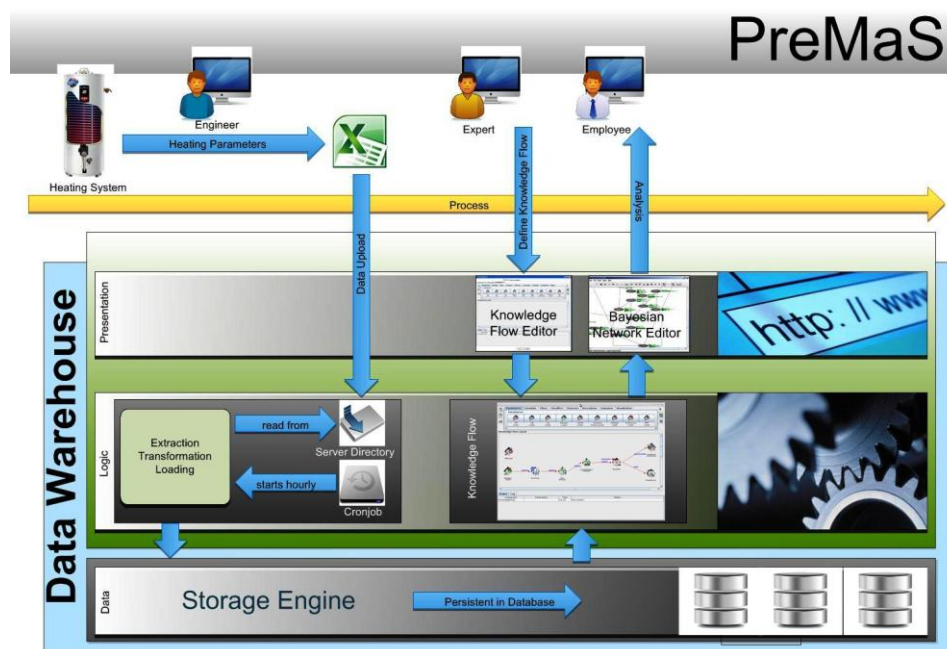 PreMaS
Engineer
Expert
Employee
Heating Parameters
Heating System
Process
Define Knowledge Flow
Analysis
Data Upload
Data Warehouse
Presentation
Knowledge
Flow Editor
Bayesian
Network Editor
http: // www
Logic
Extraction
Transformation
Loading
read from
Server Directory
starts hourly
Cronjob
Knowledge Flow
Data
Storage Engine
Persistent in Database